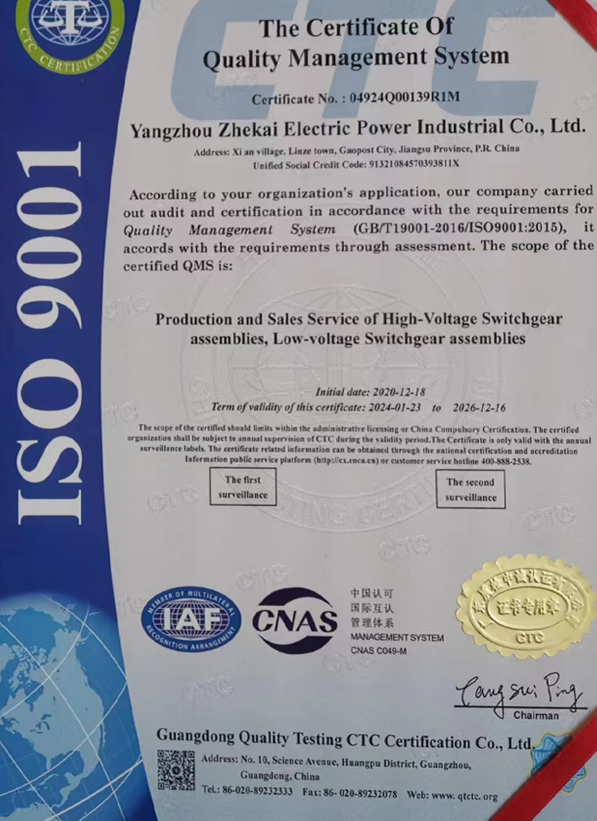 CTC CERTIFICATION
ISO 9001
The Certificate Of
Quality Management System
Certificate No. : 04924Q00139R1M
Yangzhou Zhekai Electric Power Industrial Co., Ltd.
Address: Xi an village, Linze town, Gaopost City, Jiangsu Province, P.R. China
Unified Social Credit Code: 91321084570393811X
According to your organization's application, our company carried
out audit and certification in accordance with the requirements for
Quality Management System (GB/T19001-2016/ISO9001:2015), it
accords with the requirements through assessment. The scope of the
certified QMS is:
Production and Sales Service of High-Voltage Switchgear
assemblies, Low-voltage Switchgear assemblies
Initial date: 2020-12-18
Term of validity of this certificate: 2024-01-23 to 2026-12-16
The scope of the certified should limits within the administrative licensing or China Compulsory Certification. The certified
organization shall be subject to annual supervision of CTC during the validity period.The Certificate is only valid with the annual
surveillance labels. The certificate related information can be obtained through the national certification and accreditation
Information public service platform (http://cx.cnca.cn) or customer service hotline 400-888-2538.
The first
surveillance
The second
surveillance
MEMBER OF MULTILATERAL
IAF
RECOGNITION ARRANGEMENT
CNAS
中国认可
国际互认
管理体系
MANAGEMENT SYSTEM
CNAS C049-M
证书专用章
CTC
Chairman
Guangdong Quality Testing CTC Certification Co., Ltd.
Address: No. 10, Science Avenue, Huangpu District, Guangzhou,
Guangdong, China
Tel.: 86-020-89232333 Fax: 86- 020-89232078 Web: www. qtctc. org